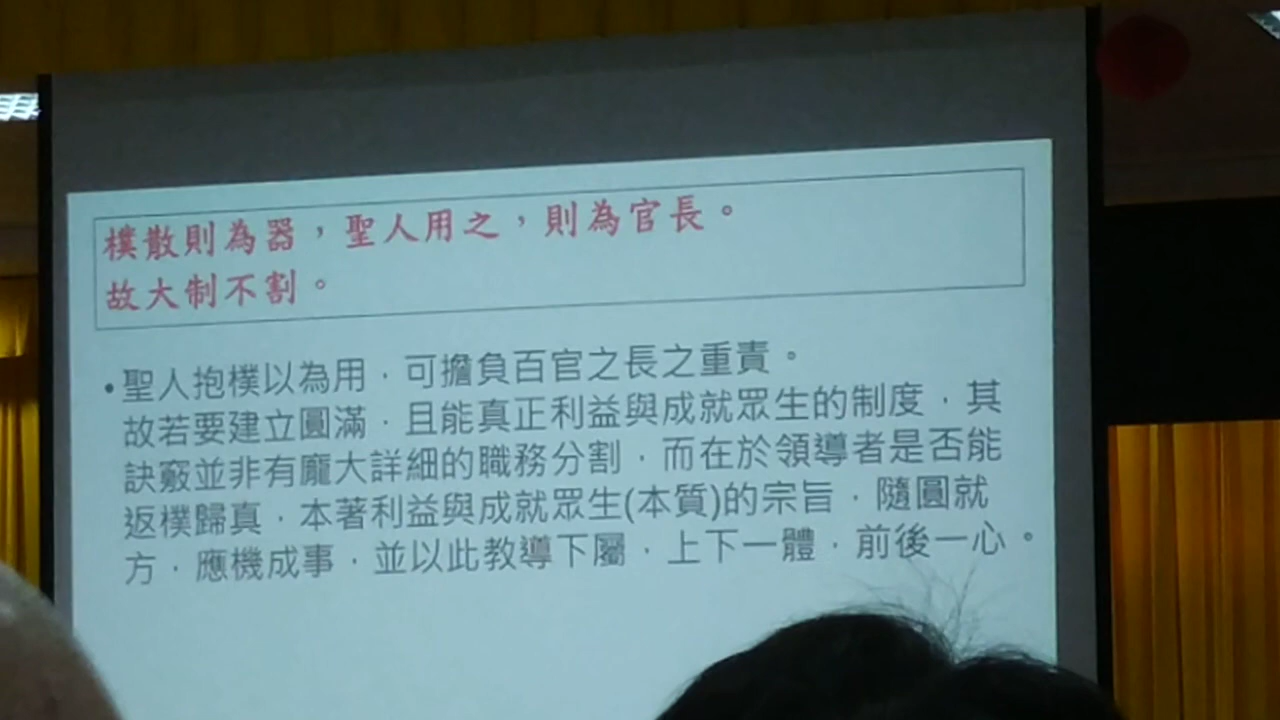 樸散則為器，聖人用之，則為官長。
故大制不割。
•聖人抱樸以為用，可擔負百官之長之重責。
故若要建立圓滿，且能真正利益與成就眾生的制度，其
訣竅並非有龐大詳細的職務分割，而在於領導者是否能
返樸歸真，本著利益與成就眾生(本質)的宗旨，隨圓就
方，應機成事，並以此教導下屬，上下一體，前後一心。